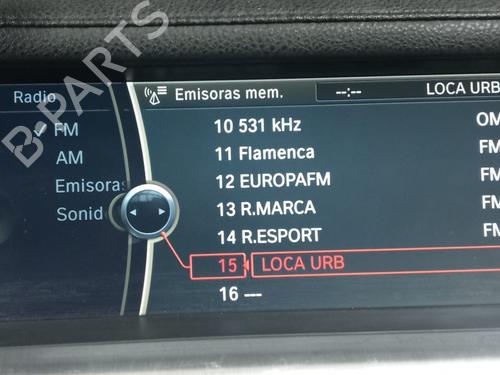 Radio
Emisoras mem.
--:--
LOCA URB
FM
AM
Emisoras
Sonid
10 531 kHz OM
11 Flamenca FM
12 EUROPAFM FM
13 R.MARCA FM
14 R.ESPORT FM
15 LOCA URB
16 ---
B-PARTS